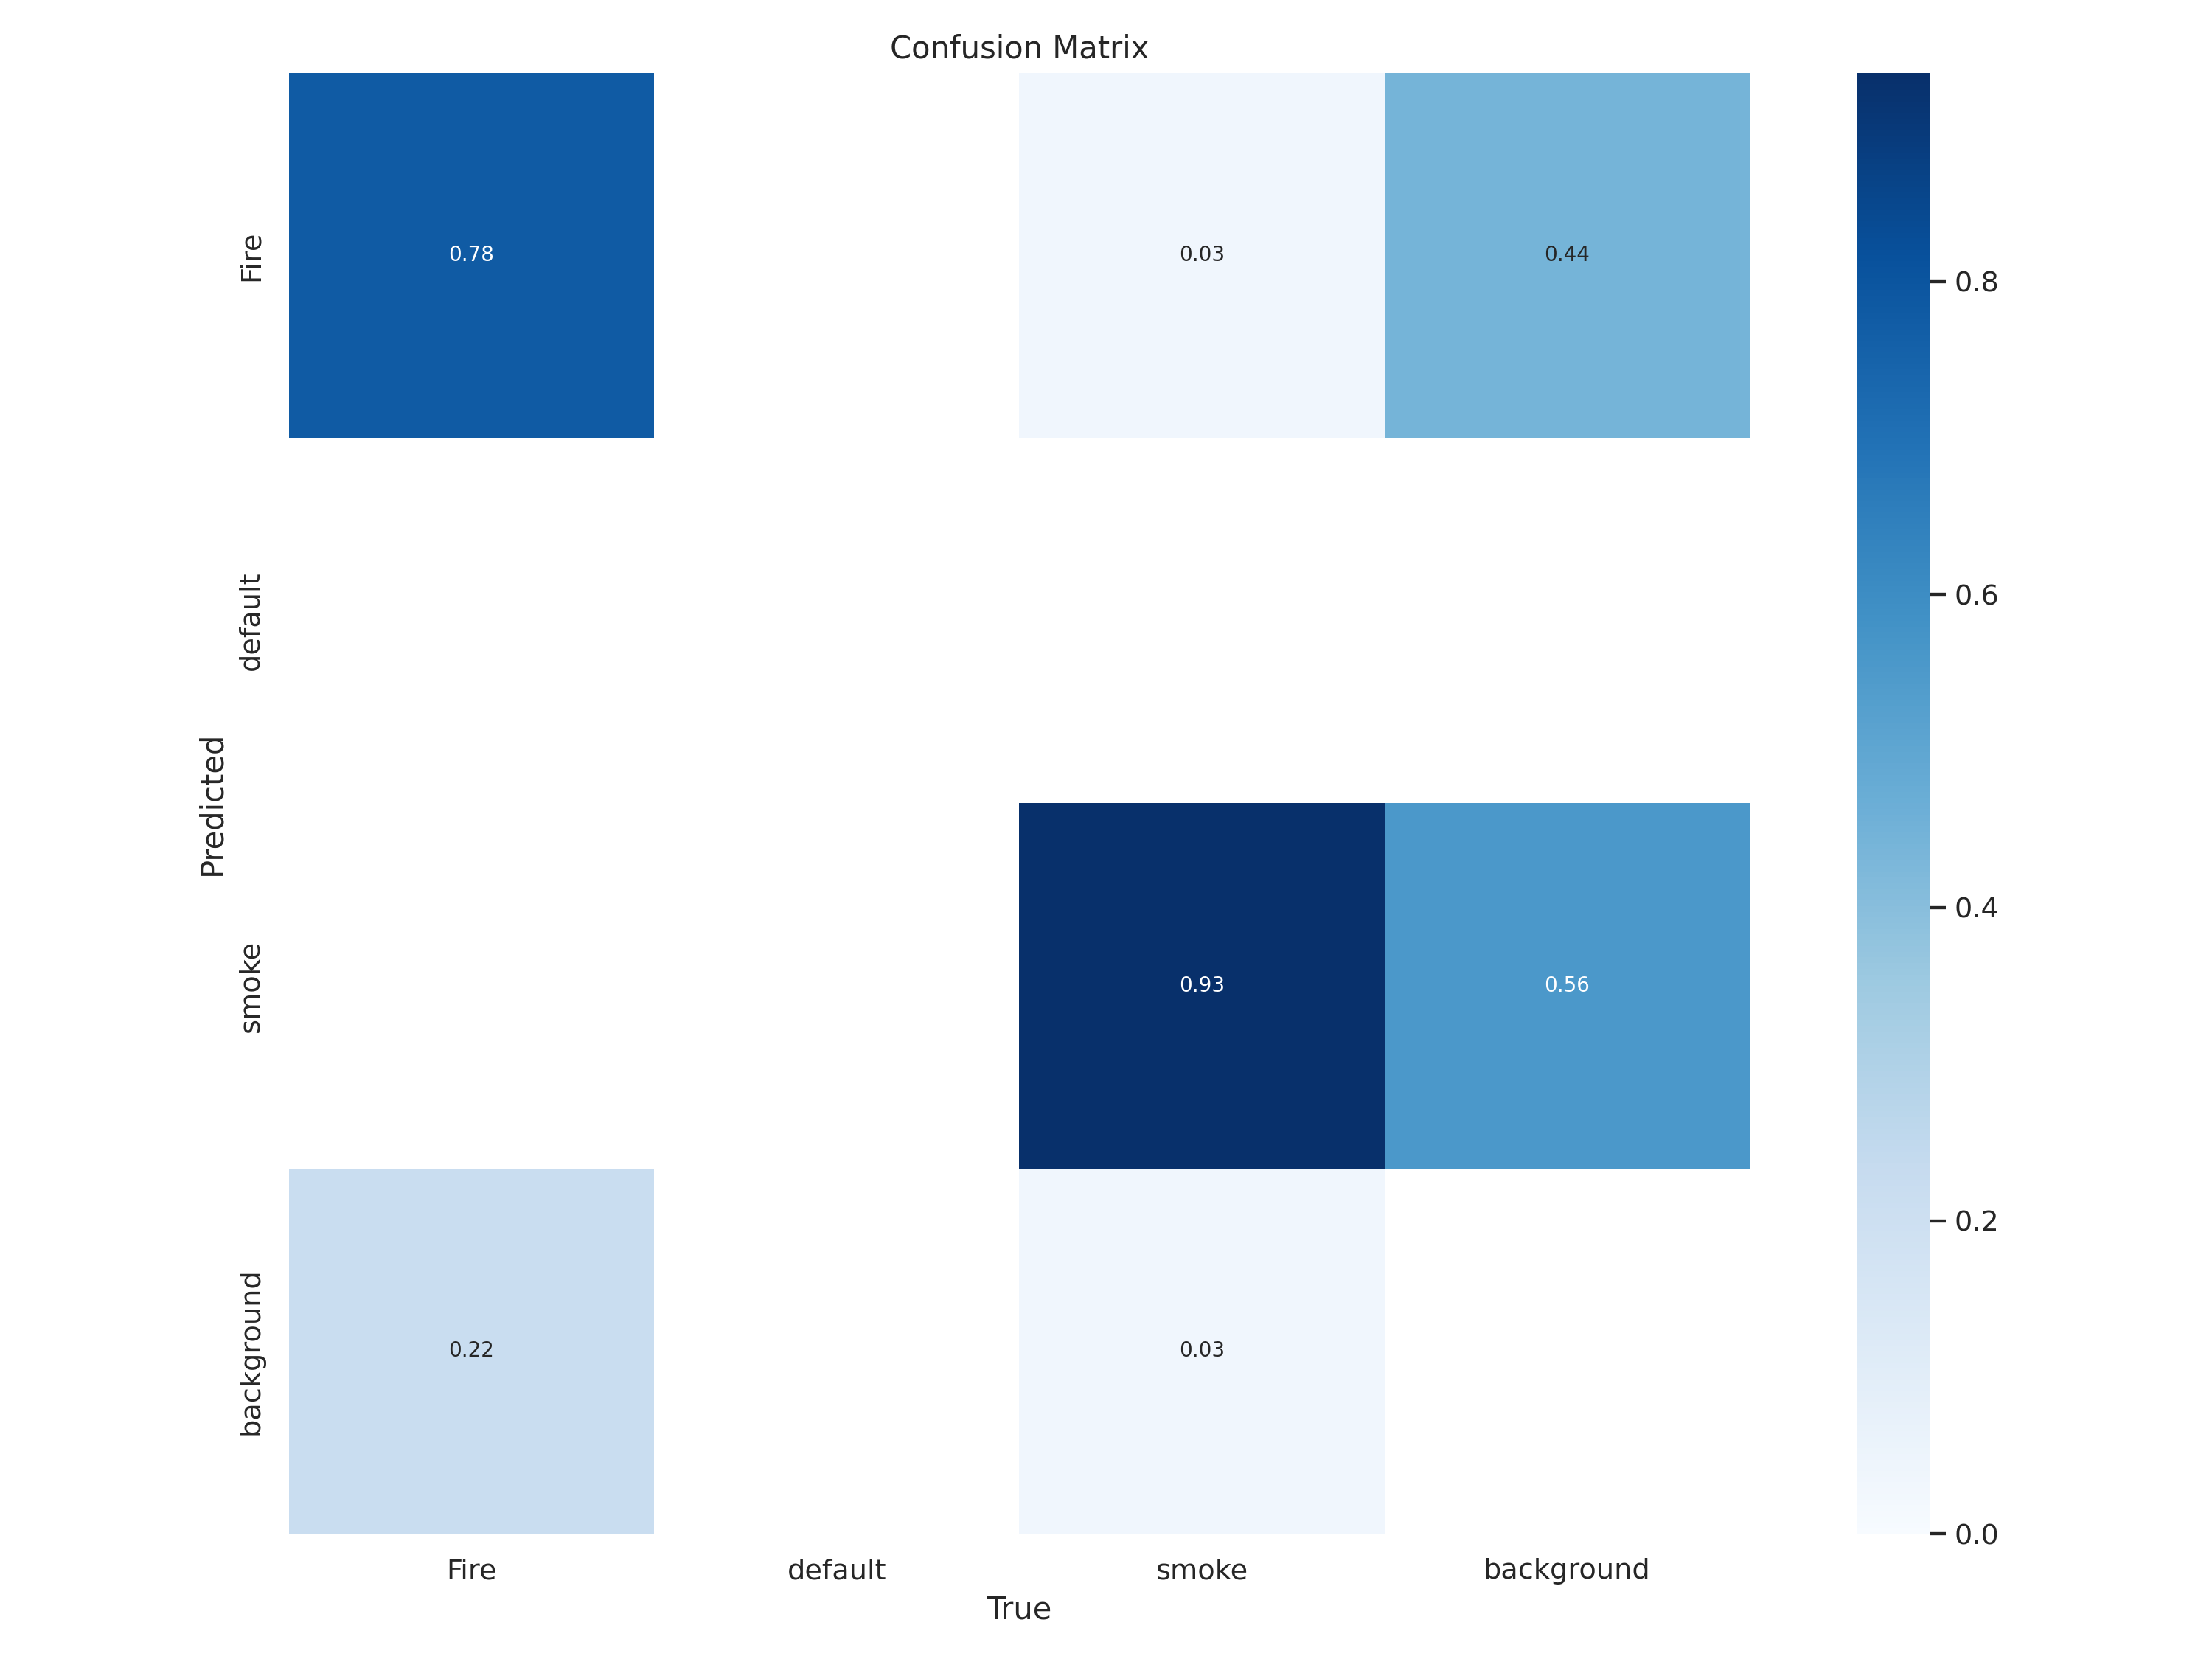 Confusion Matrix
Fire
0.78
0.03
0.44
default
smoke
0.93
0.56
background
0.22
0.03
Predicted
Fire
default
smoke
background
True
0.8
0.6
0.4
0.2
0.0